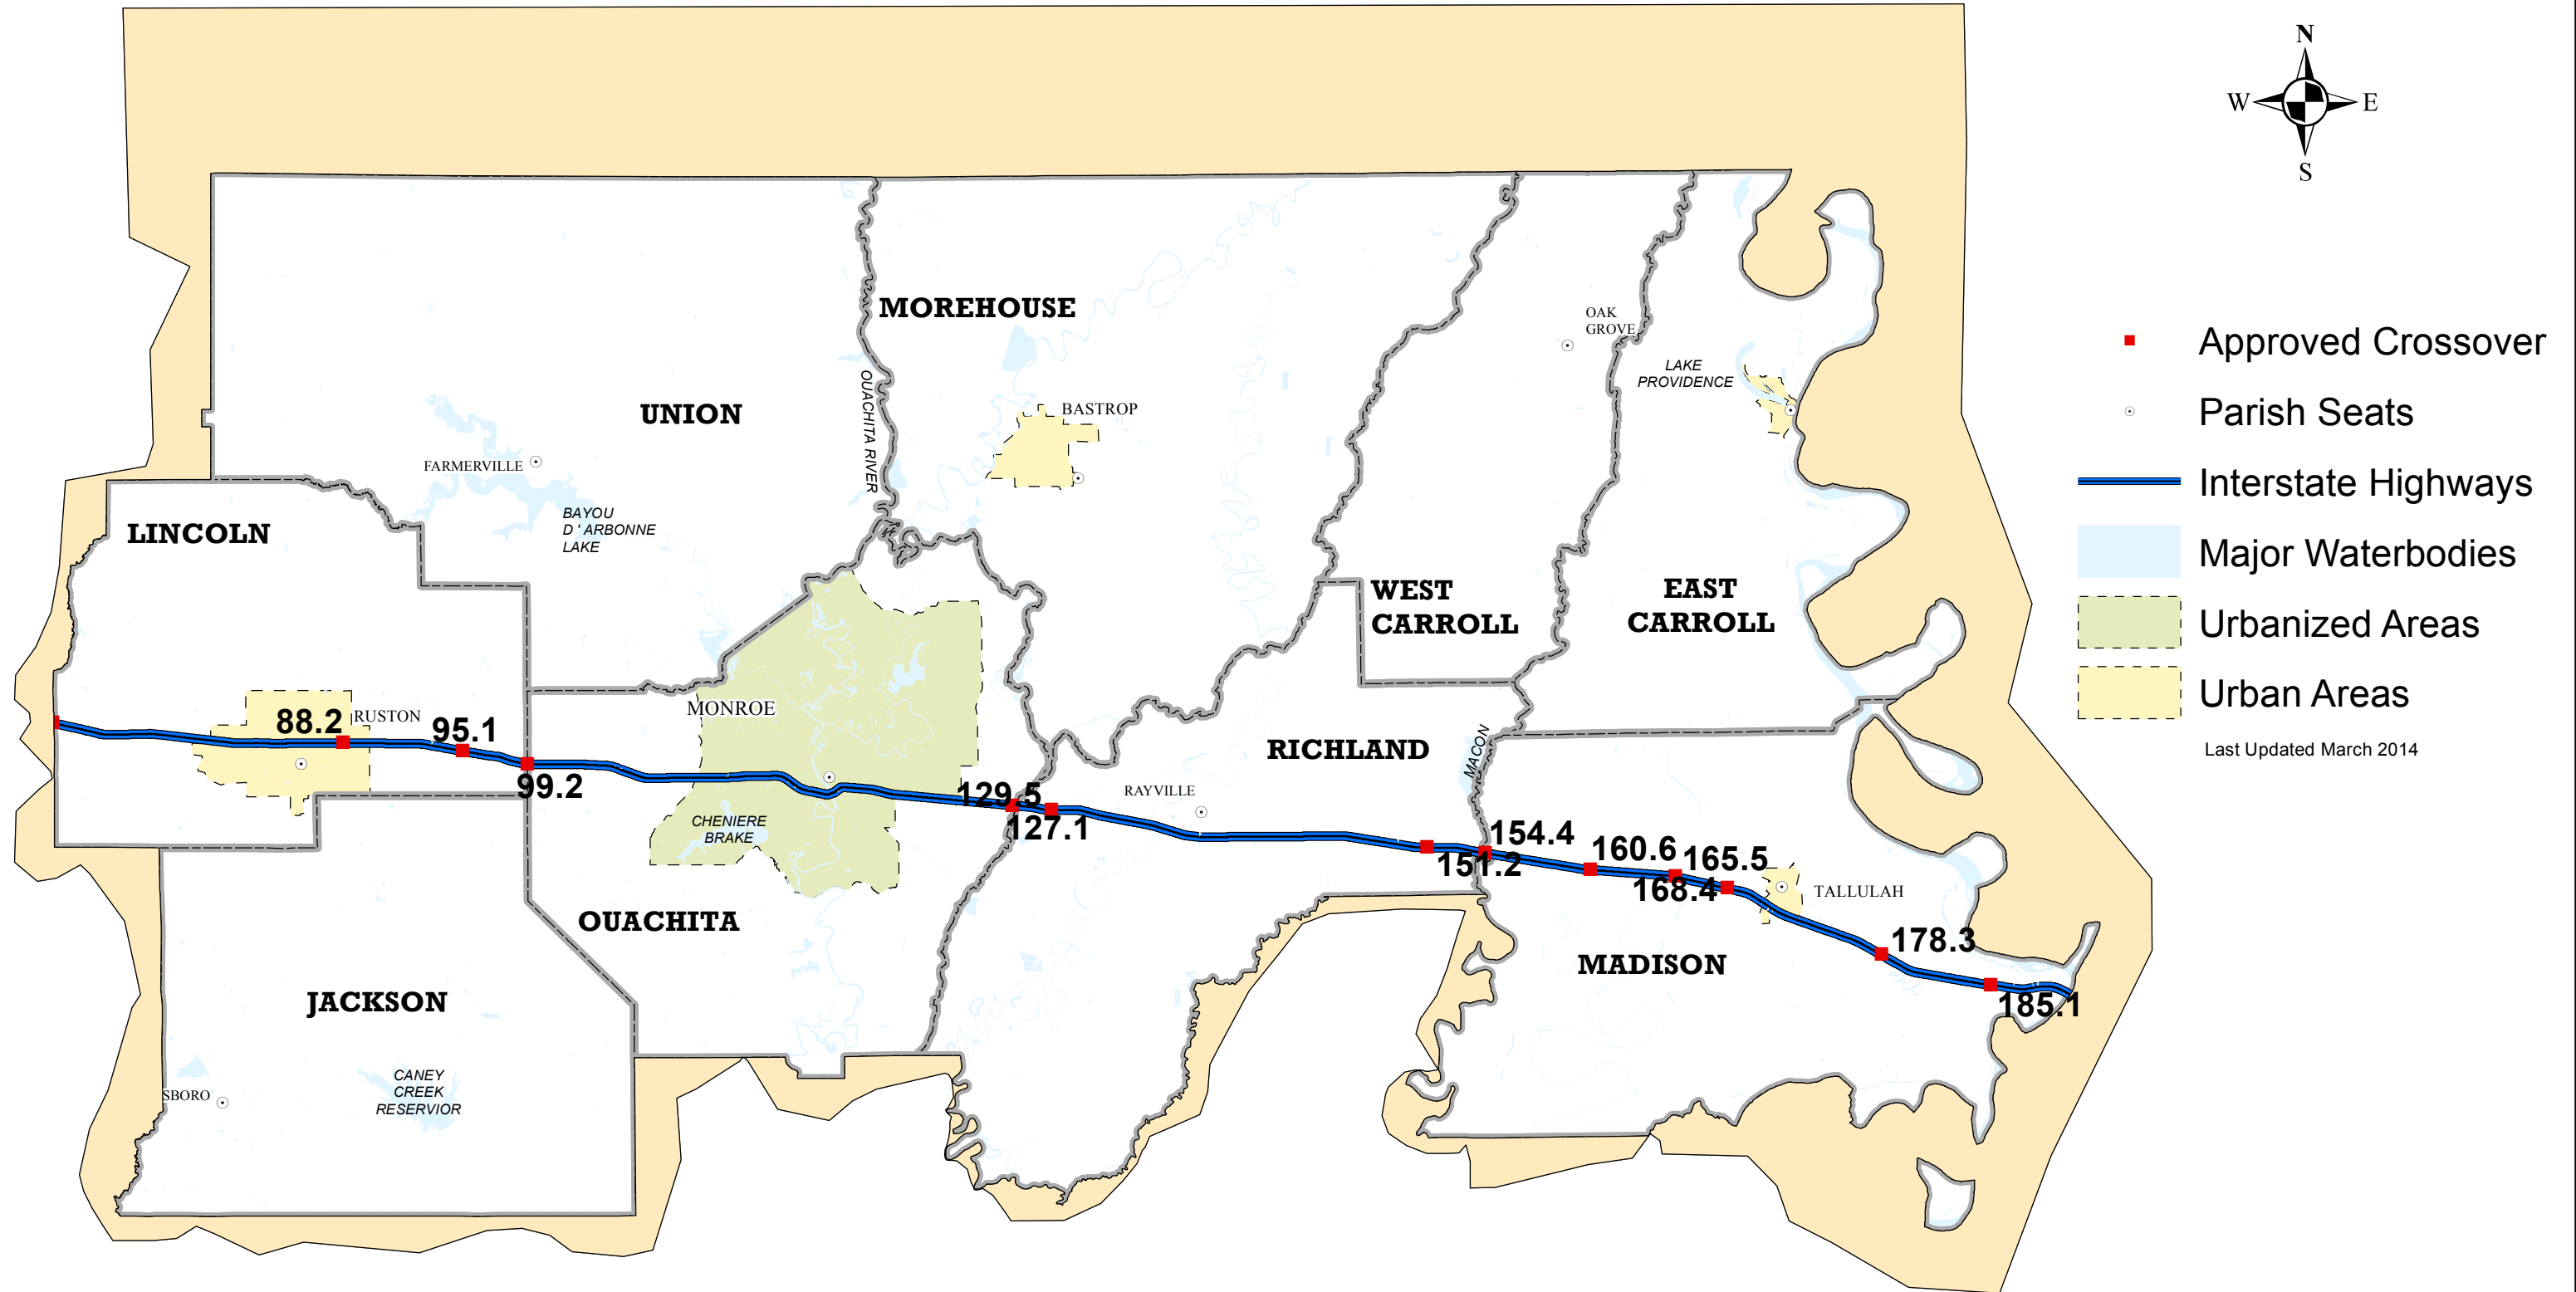 N
W E
S
MOREHOUSE
OAK
GROVE
Approved Crossover
LAKE
PROVIDENCE
OUACHITA RIVER
UNION
BASTROP
Parish Seats
FARMERVILLE
Interstate Highways
LINCOLN
BAYOU
D ' ARBONNE
LAKE
Major Waterbodies
WEST
CARROLL
EAST
CARROLL
Urbanized Areas
Urban Areas
MONROE
88.2
RUSTON
95.1
99.2
RICHLAND
MACON
Last Updated March 2014
129.5
127.1
RAYVILLE
CHENIERE
BRAKE
154.4
151.2
160.6
165.5
168.4
TALLULAH
OUACHITA
178.3
MADISON
185.1
JACKSON
SBORO
CANEY
CREEK
RESERVIOR